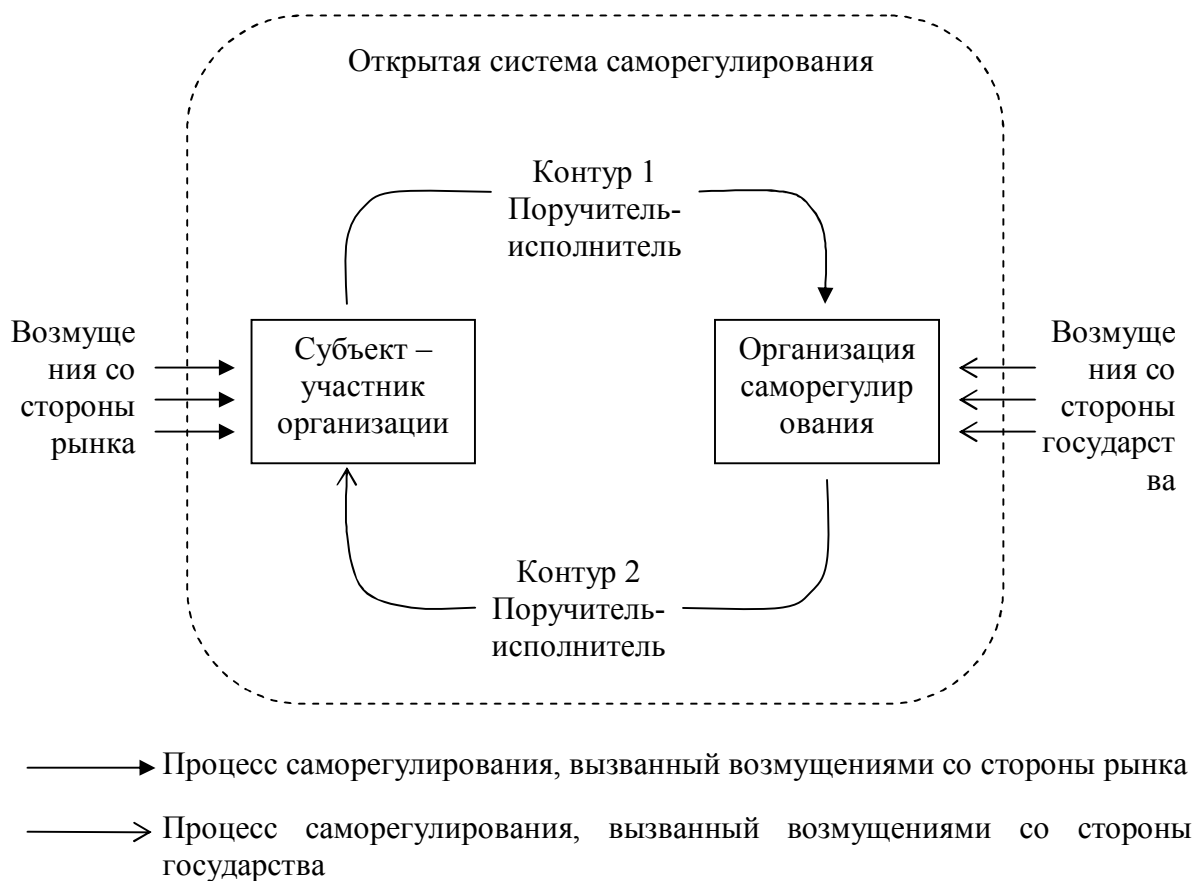 Открытая система саморегулирования
Контур 1
Поручитель-
исполнитель
Возмуще
ния со
стороны
рынка
Субъект –
участник
организации
Организация
саморегулир
ования
Возмуще
ния со
стороны
государст
ва
Контур 2
Поручитель-
исполнитель
Процесс саморегулирования, вызванный возмущениями со стороны рынка
Процесс саморегулирования, вызванный возмущениями со стороны
государства